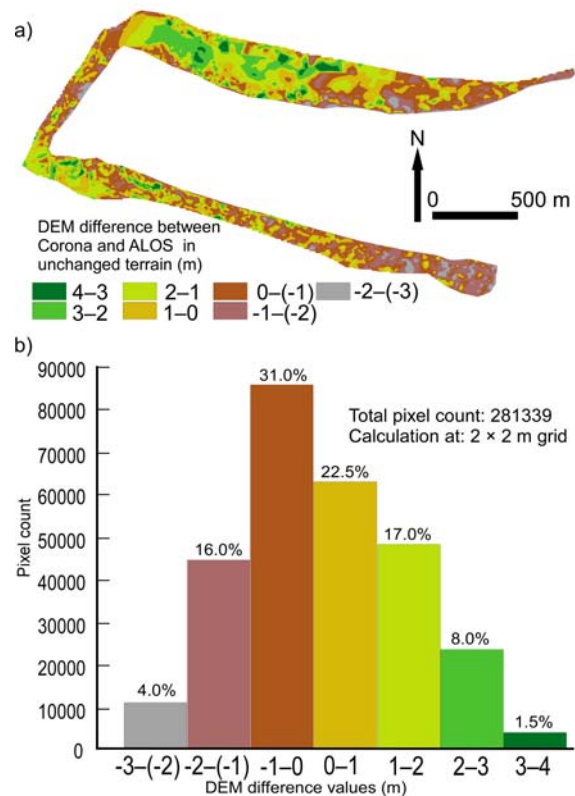 a)
N
0 500 m
DEM difference between
Corona and ALOS in
unchanged terrain (m)
4–3 2–1 0–(-1) -2–(-3)
3–2 1–0 -1–(-2)
b)
90000
80000
70000
60000
50000
40000
30000
20000
10000
0
Pixel count
31.0%
Total pixel count: 281339
Calculation at: 2 × 2 m grid
22.5%
16.0%
17.0%
8.0%
4.0%
1.5%
-3–(-2) -2–(-1) -1–0 0–1 1–2 2–3 3–4
DEM difference values (m)